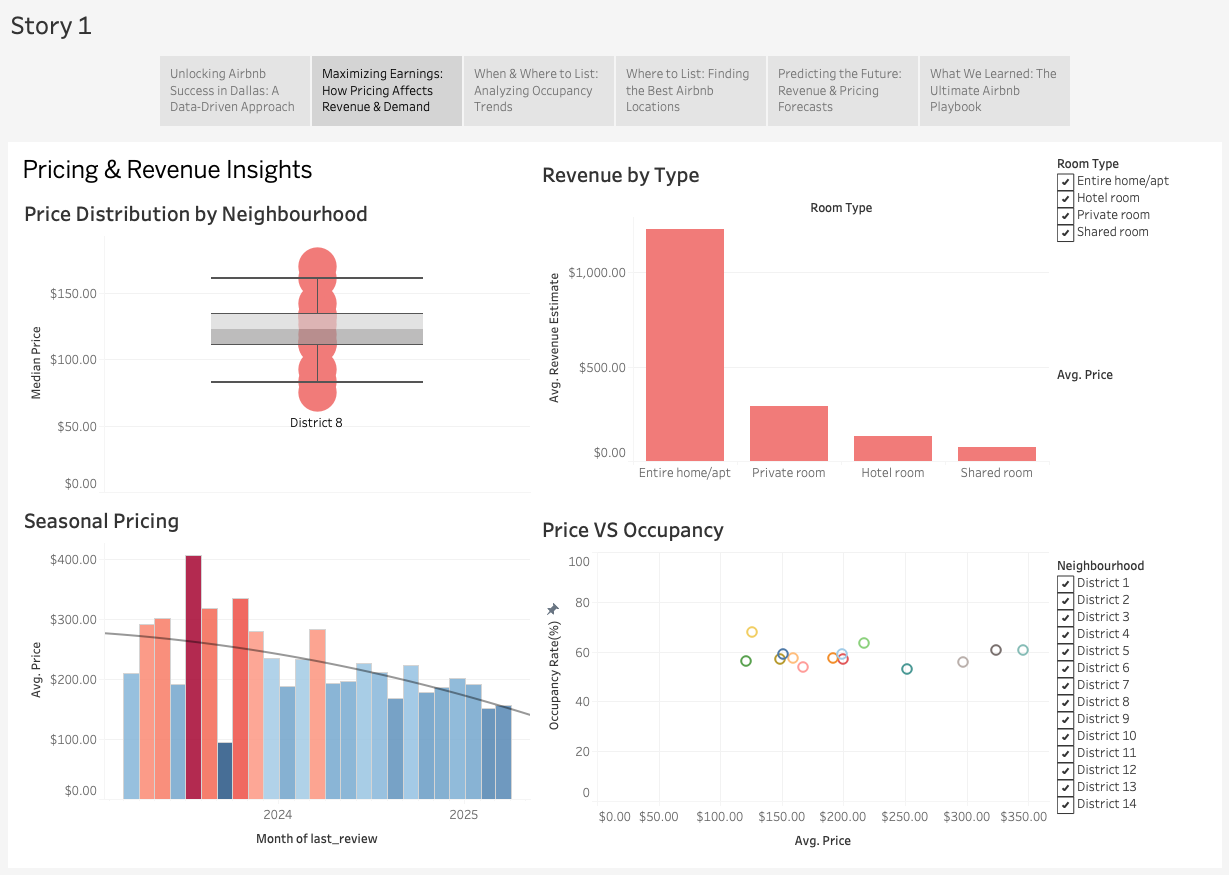 Story 1
Unlocking Airbnb
Success in Dallas: A
Data-Driven Approach
Maximizing Earnings:
How Pricing Affects
Revenue & Demand
When & Where to List:
Analyzing Occupancy
Trends
Where to List: Finding
the Best Airbnb
Locations
Predicting the Future:
Revenue & Pricing
Forecasts
What We Learned: The
Ultimate Airbnb
Playbook
Pricing & Revenue Insights
Price Distribution by Neighbourhood
Median Price
$150.00
$100.00
$50.00
$0.00
District 8
Revenue by Type
Room Type
Avg. Revenue Estimate
$1,000.00
$500.00
$0.00
Entire home/apt
Private room
Hotel room
Shared room
Room Type
Entire home/apt
Hotel room
Private room
Shared room
Avg. Price
Seasonal Pricing
Avg. Price
$400.00
$300.00
$200.00
$100.00
$0.00
2024
2025
Month of last_review
Price VS Occupancy
Occupancy Rate(%)
100
80
60
40
20
0
$0.00
$50.00
$100.00
$150.00
$200.00
$250.00
$300.00
$350.00
Avg. Price
Neighbourhood
District 1
District 2
District 3
District 4
District 5
District 6
District 7
District 8
District 9
District 10
District 11
District 12
District 13
District 14